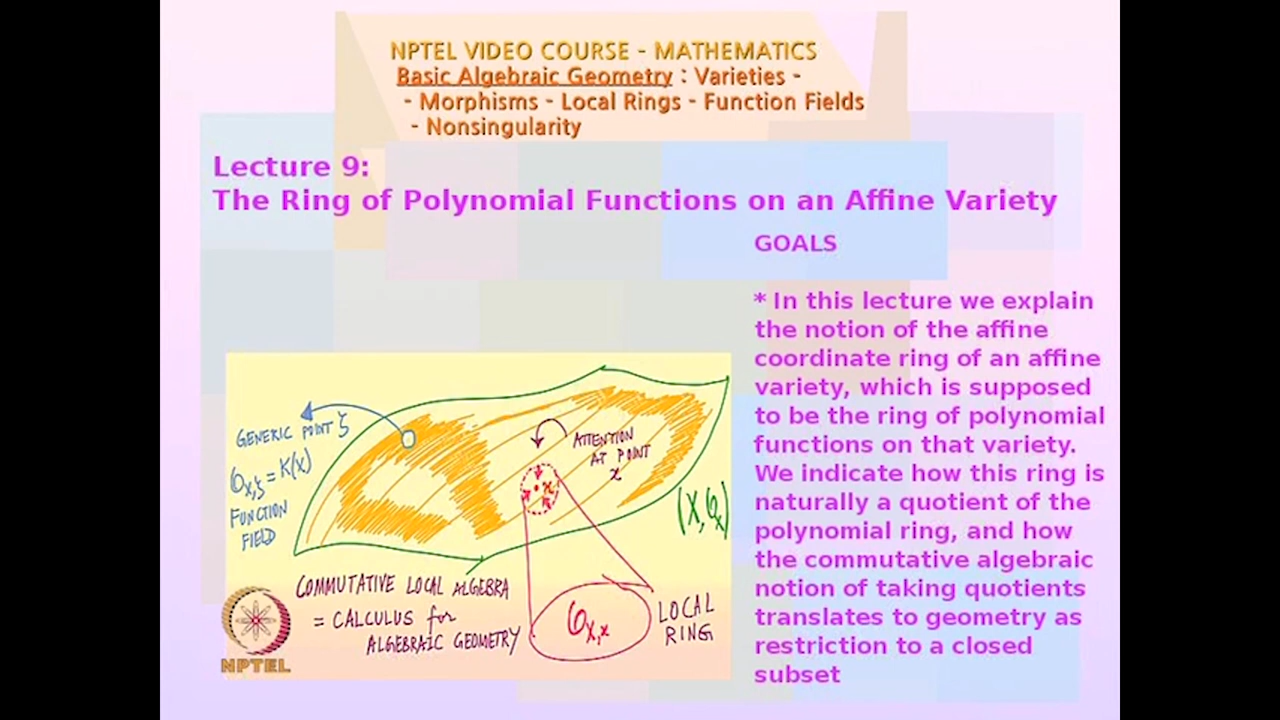 NPTEL VIDEO COURSE - MATHEMATICS
Basic Algebraic Geometry : Varieties -
- Morphisms - Local Rings - Function Fields
- Nonsingularity
Lecture 9:
The Ring of Polynomial Functions on an Affine Variety
GOALS
* In this lecture we explain
the notion of the affine
coordinate ring of an affine
variety, which is supposed
to be the ring of polynomial
functions on that variety.
We indicate how this ring is
naturally a quotient of the
polynomial ring, and how
the commutative algebraic
notion of taking quotients
translates to geometry as
restriction to a closed
subset
GENERIC POINT ζ
𝒪X,ζ = K(X)
FUNCTION
FIELD
ATTENTION
AT POINT
x
x
(X, 𝒪X)
COMMUTATIVE LOCAL ALGEBRA
= CALCULUS for
ALGEBRAIC GEOMETRY
𝒪X,x
LOCAL
RING
NPTEL